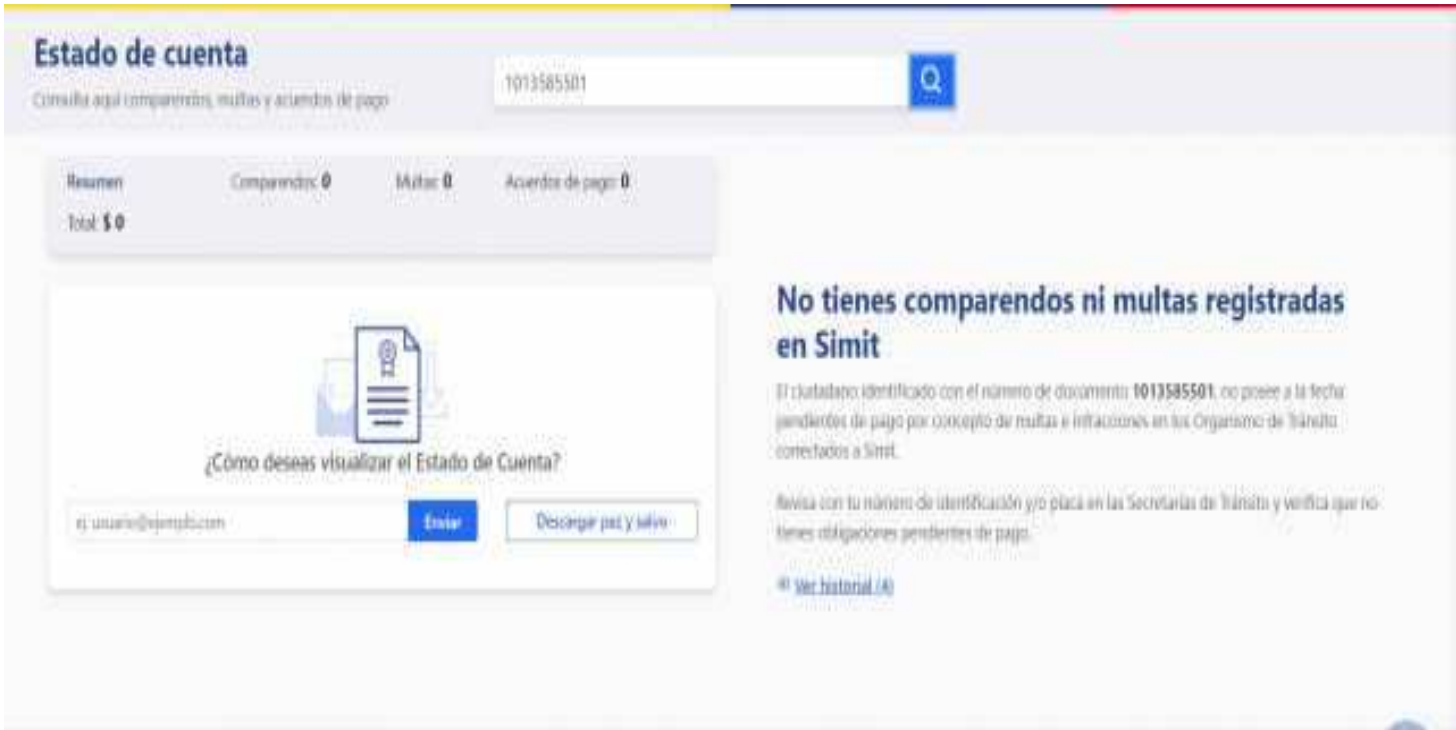 Estado de cuenta
Consulta aquí comparendos, multas y acuerdos de pago
1013585501
Resumen Comparendos: 0 Multas: 0 Acuerdos de pago: 0
Total: $ 0
No tienes comparendos ni multas registradas
en Simit
El ciudadano identificado con el número de documento 1013585501, no posee a la fecha
pendientes de pago por concepto de multas e infracciones en los Organismo de Tránsito
conectados a Simit.
¿Cómo deseas visualizar el Estado de Cuenta?
ej. usuario@ejemplo.com Enviar Descargar paz y salvo
Revisa con tu número de identificación y/o placa en las Secretarías de Tránsito y verifica que no
tienes obligaciones pendientes de pago.
Ver historial (4)